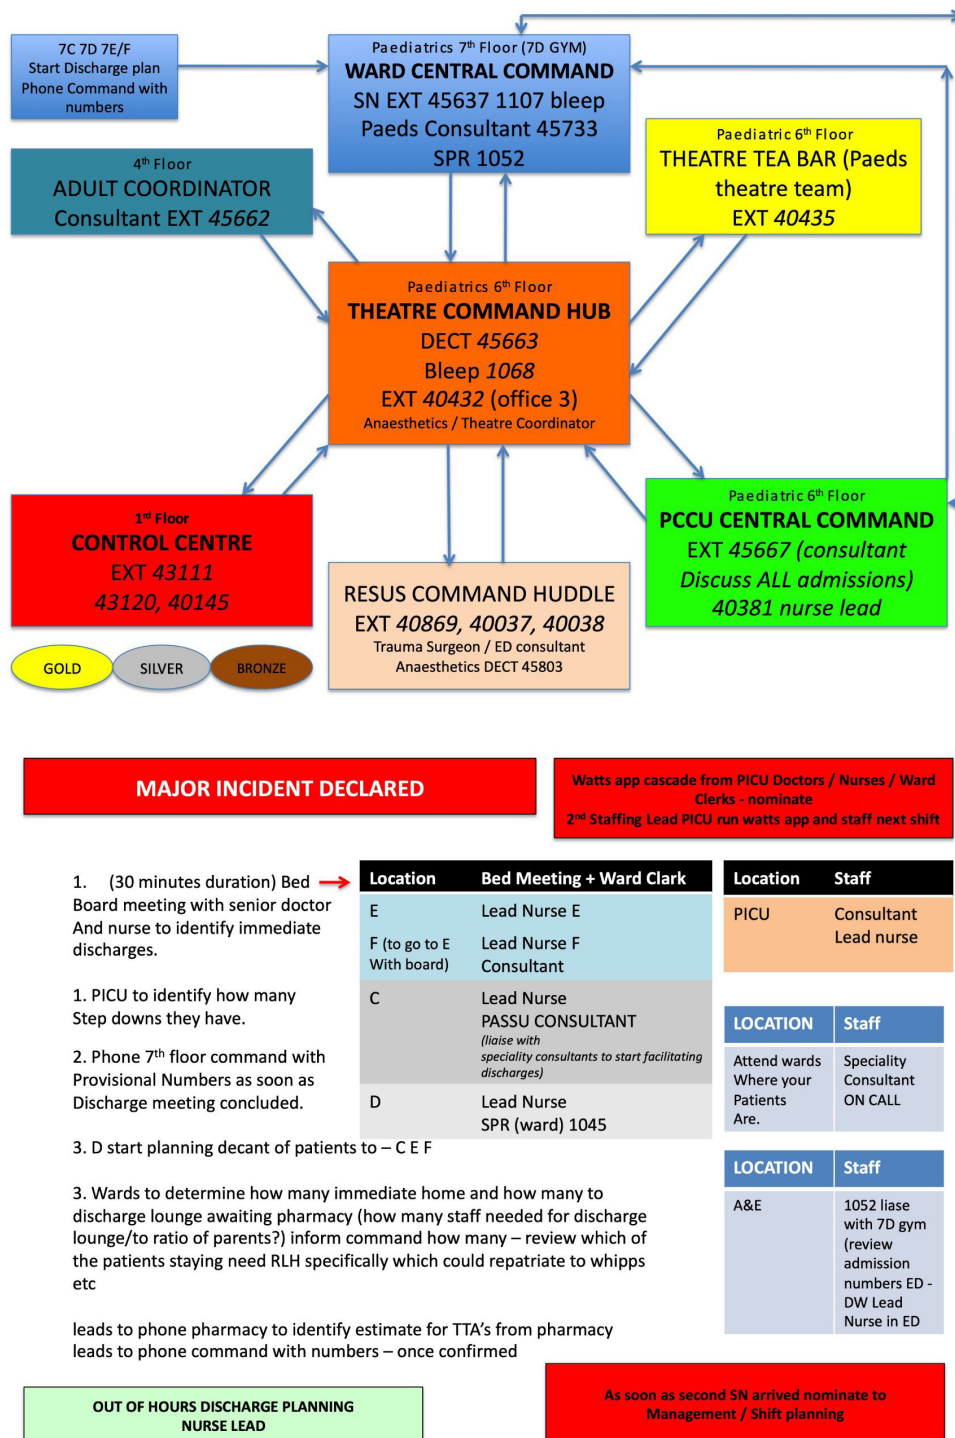 7C 7D 7E/F
Start Discharge plan
Phone Command with
numbers
Paediatrics 7th Floor (7D GYM)
WARD CENTRAL COMMAND
SN EXT 45637 1107 bleep
Paeds Consultant 45733
SPR 1052
4th Floor
ADULT COORDINATOR
Consultant EXT 45662
Paediatric 6th Floor
THEATRE TEA BAR (Paeds
theatre team)
EXT 40435
Paediatrics 6th Floor
THEATRE COMMAND HUB
DECT 45663
Bleep 1068
EXT 40432 (office 3)
Anaesthetics / Theatre Coordinator
1rd Floor
CONTROL CENTRE
EXT 43111
43120, 40145
RESUS COMMAND HUDDLE
EXT 40869, 40037, 40038
Trauma Surgeon / ED consultant
Anaesthetics DECT 45803
Paediatric 6th Floor
PCCU CENTRAL COMMAND
EXT 45667 (consultant
Discuss ALL admissions)
40381 nurse lead
GOLD
SILVER
BRONZE
MAJOR INCIDENT DECLARED
Watts app cascade from PICU Doctors / Nurses / Ward
Clerks - nominate
2nd Staffing Lead PICU run watts app and staff next shift
1. (30 minutes duration) Bed
Board meeting with senior doctor
And nurse to identify immediate
discharges.
1. PICU to identify how many
Step downs they have.
2. Phone 7th floor command with
Provisional Numbers as soon as
Discharge meeting concluded.
3. D start planning decant of patients to – C E F
3. Wards to determine how many immediate home and how many to
discharge lounge awaiting pharmacy (how many staff needed for discharge
lounge/to ratio of parents?) inform command how many – review which of
the patients staying need RLH specifically which could repatriate to whipps
etc
leads to phone pharmacy to identify estimate for TTA's from pharmacy
leads to phone command with numbers – once confirmed
Location Bed Meeting + Ward Clark
E Lead Nurse E
F (to go to E Lead Nurse F
With board) Consultant
C Lead Nurse
PASSU CONSULTANT
(liaise with
speciality consultants to start facilitating
discharges)
D Lead Nurse
SPR (ward) 1045
Location Staff
PICU Consultant
Lead nurse
LOCATION Staff
Attend wards Speciality
Where your Consultant
Patients ON CALL
Are.
LOCATION Staff
A&E 1052 liase
with 7D gym
(review
admission
numbers ED -
DW Lead
Nurse in ED
OUT OF HOURS DISCHARGE PLANNING
NURSE LEAD
As soon as second SN arrived nominate to
Management / Shift planning